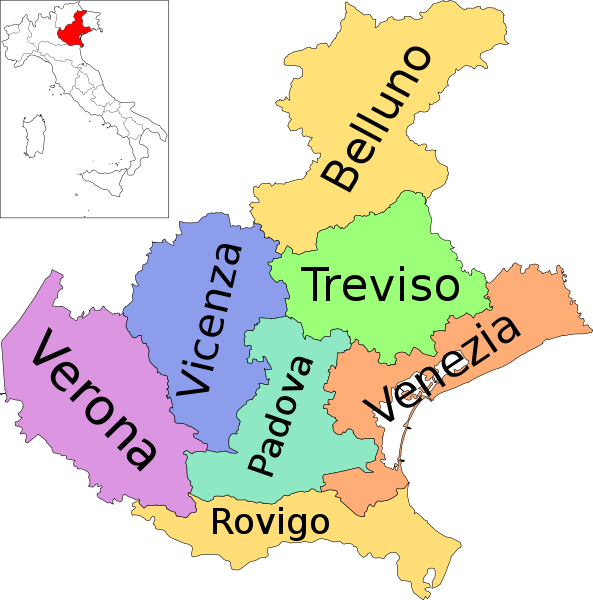 Belluno
Vicenza
Treviso
Verona
Padova
Venezia
Rovigo